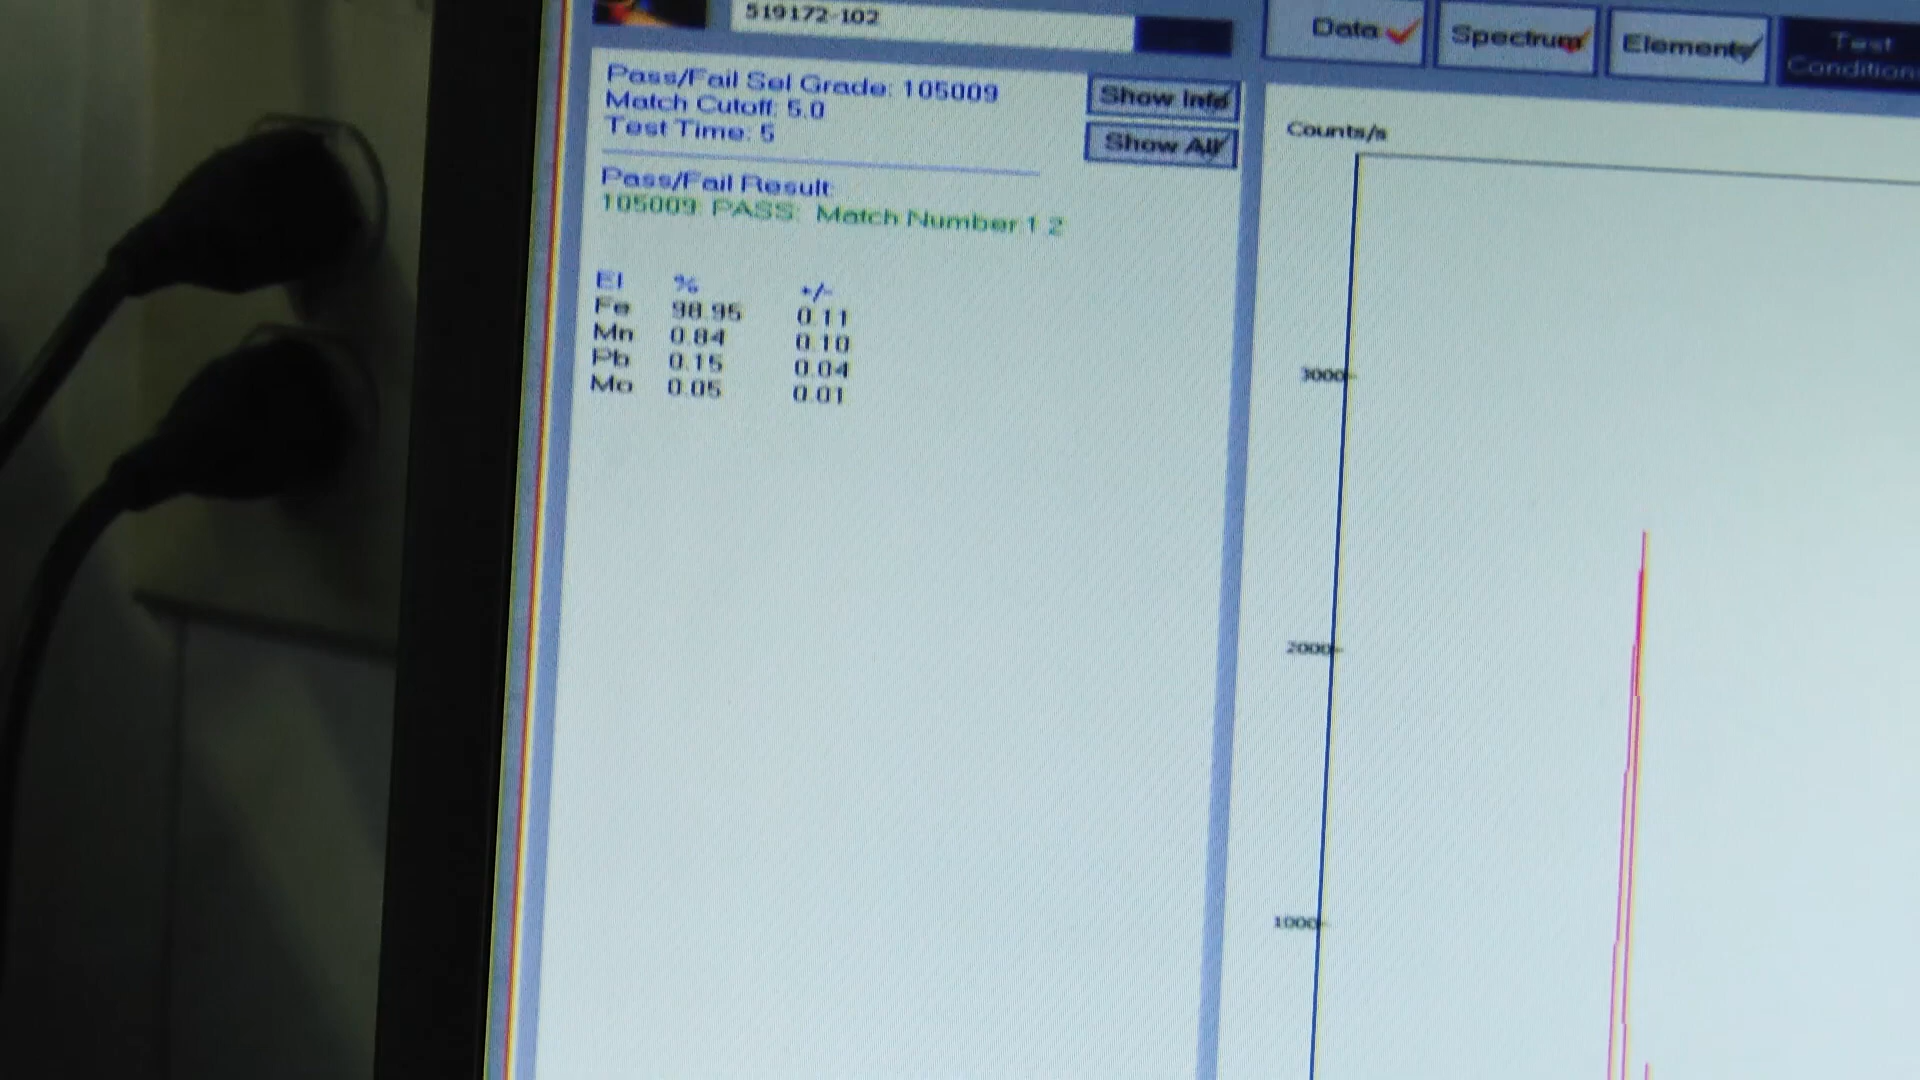 519172-102
Data
Spectrum
Elements
Test
Conditions
Pass/Fail Sel Grade: 105009
Match Cutoff: 5.0
Test Time: 5
Show Info
Show All
Pass/Fail Result:
105009: PASS: Match Number 1.2
El % +/-
Fe 98.95 0.11
Mn 0.84 0.10
Pb 0.15 0.04
Mo 0.05 0.01
Counts/s
3000
2000
1000